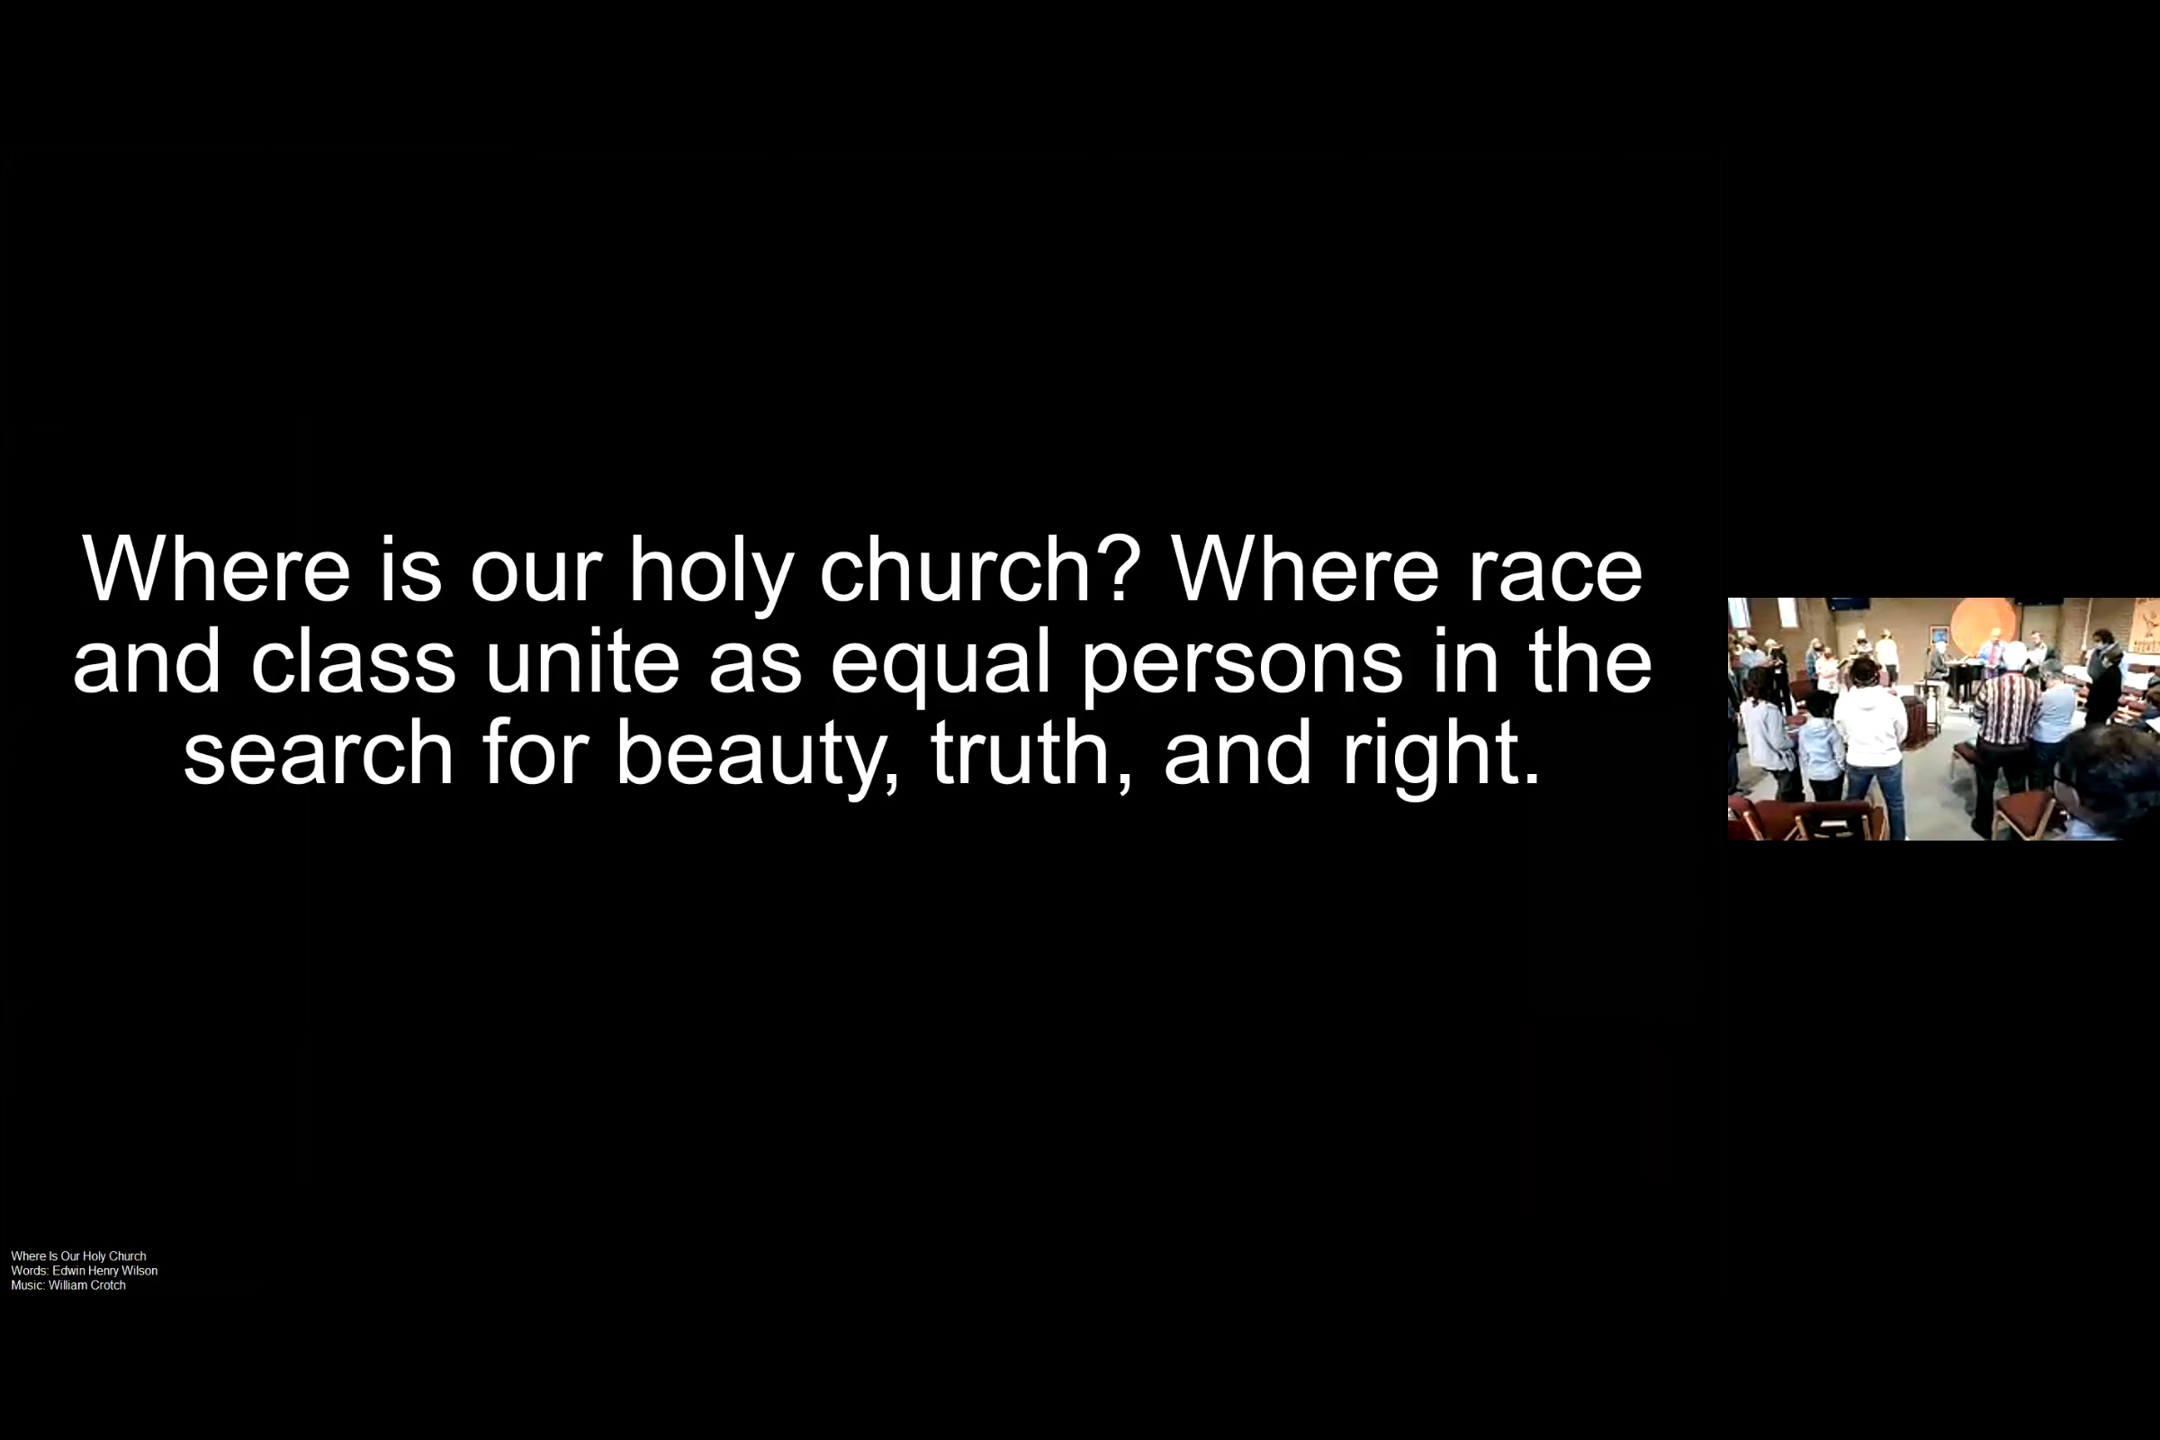 Where is our holy church? Where race
and class unite as equal persons in the
search for beauty, truth, and right.
Where Is Our Holy Church
Words: Edwin Henry Wilson
Music: William Crotch